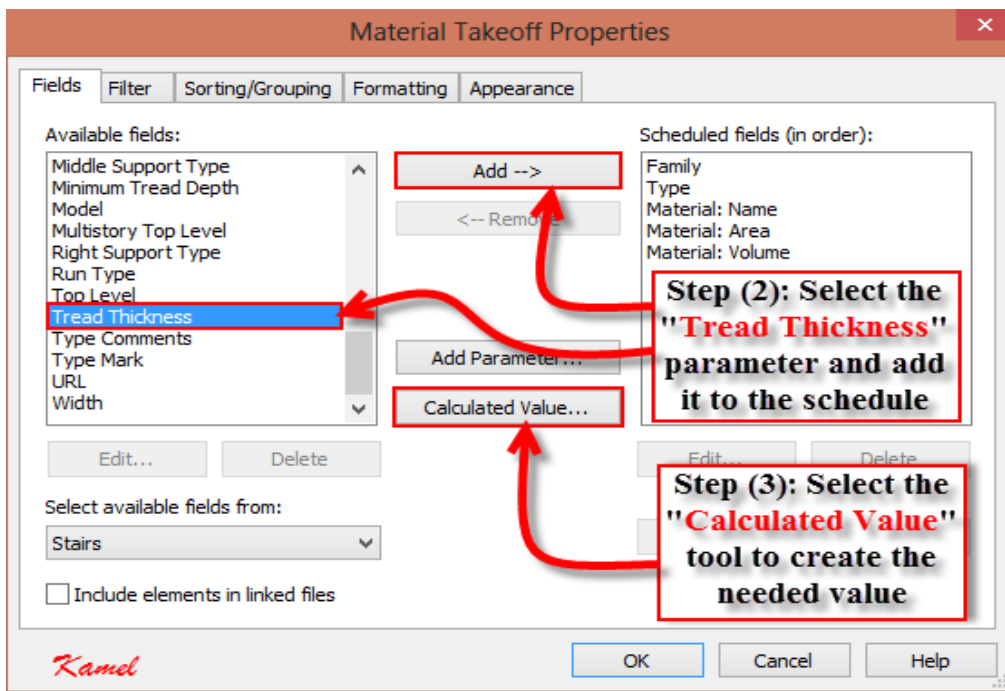 Material Takeoff Properties
Fields
Filter
Sorting/Grouping
Formatting
Appearance
Available fields:
Middle Support Type
Minimum Tread Depth
Model
Multistory Top Level
Right Support Type
Run Type
Top Level
Tread Thickness
Type Comments
Type Mark
URL
Width
Edit...
Delete
Select available fields from:
Stairs
Include elements in linked files
Add -->
<-- Remove
Add Parameter...
Calculated Value...
Scheduled fields (in order):
Family
Type
Material: Name
Material: Area
Material: Volume
Step (2): Select the
"Tread Thickness"
parameter and add
it to the schedule
Edit...
Delete
Step (3): Select the
"Calculated Value"
tool to create the
needed value
Kamel
OK
Cancel
Help